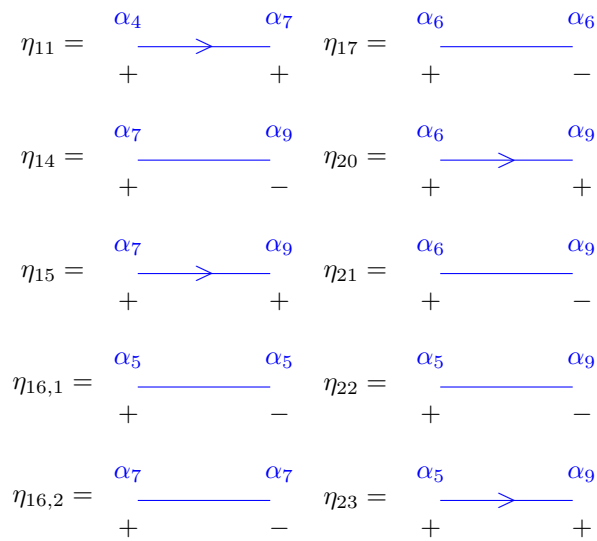 α₄ α₇ α₆ α₆
η₁₁ = η₁₇ =
+ + + −
α₇ α₉ α₆ α₉
η₁₄ = η₂₀ =
+ − + +
α₇ α₉ α₆ α₉
η₁₅ = η₂₁ =
+ + + −
α₅ α₅ α₅ α₉
η₁₆,₁ = η₂₂ =
+ − + −
α₇ α₇ α₅ α₉
η₁₆,₂ = η₂₃ =
+ − + +